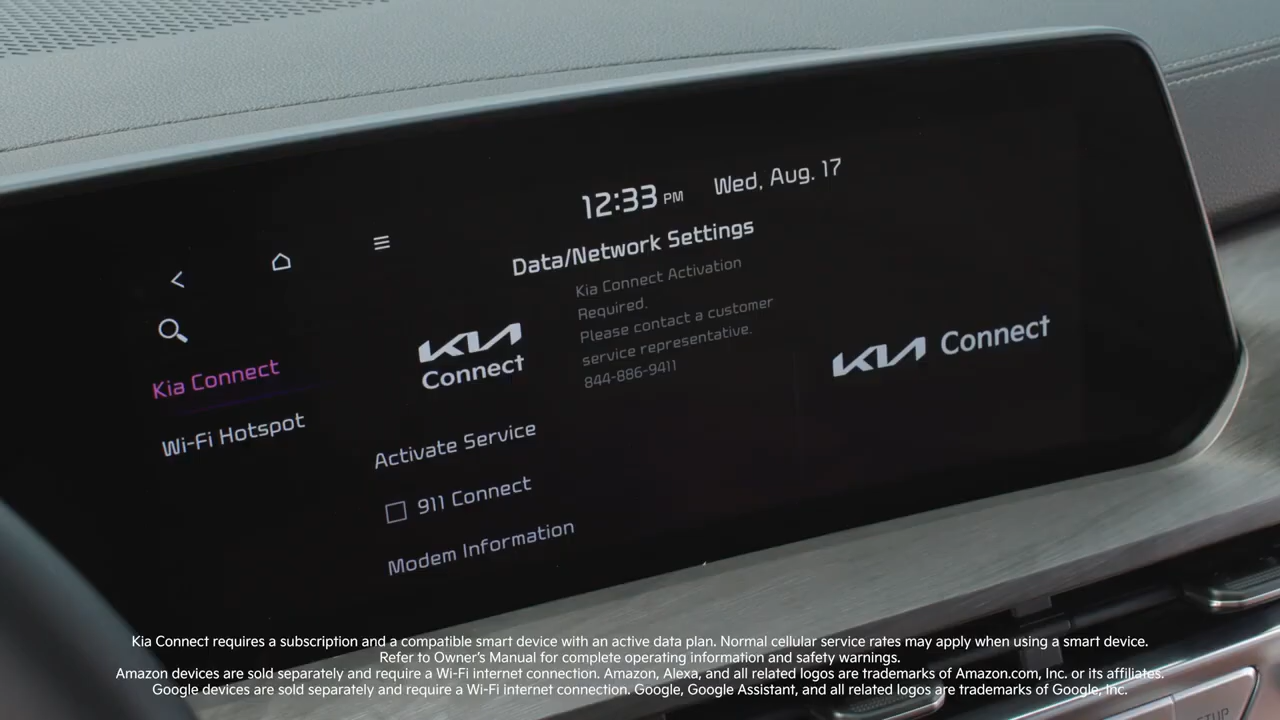 12:33 PM Wed, Aug. 17
Data/Network Settings
Kia Connect
Wi-Fi Hotspot
KIA
Connect
Kia Connect Activation
Required.
Please contact a customer
service representative.
844-886-9411
Activate Service
911 Connect
Modem Information
KIA Connect
Kia Connect requires a subscription and a compatible smart device with an active data plan. Normal cellular service rates may apply when using a smart device.
Refer to Owner's Manual for complete operating information and safety warnings.
Amazon devices are sold separately and require a Wi-Fi internet connection. Amazon, Alexa, and all related logos are trademarks of Amazon.com, Inc. or its affiliates.
Google devices are sold separately and require a Wi-Fi internet connection. Google, Google Assistant, and all related logos are trademarks of Google, Inc.